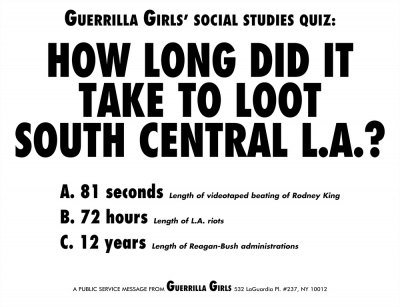 GUERRILLA GIRLS' SOCIAL STUDIES QUIZ:
HOW LONG DID IT
TAKE TO LOOT
SOUTH CENTRAL L.A.?
A. 81 seconds Length of videotaped beating of Rodney King
B. 72 hours Length of L.A. riots
C. 12 years Length of Reagan-Bush administrations
A PUBLIC SERVICE MESSAGE FROM GUERRILLA GIRLS 532 LaGuardia Pl. #237, NY 10012